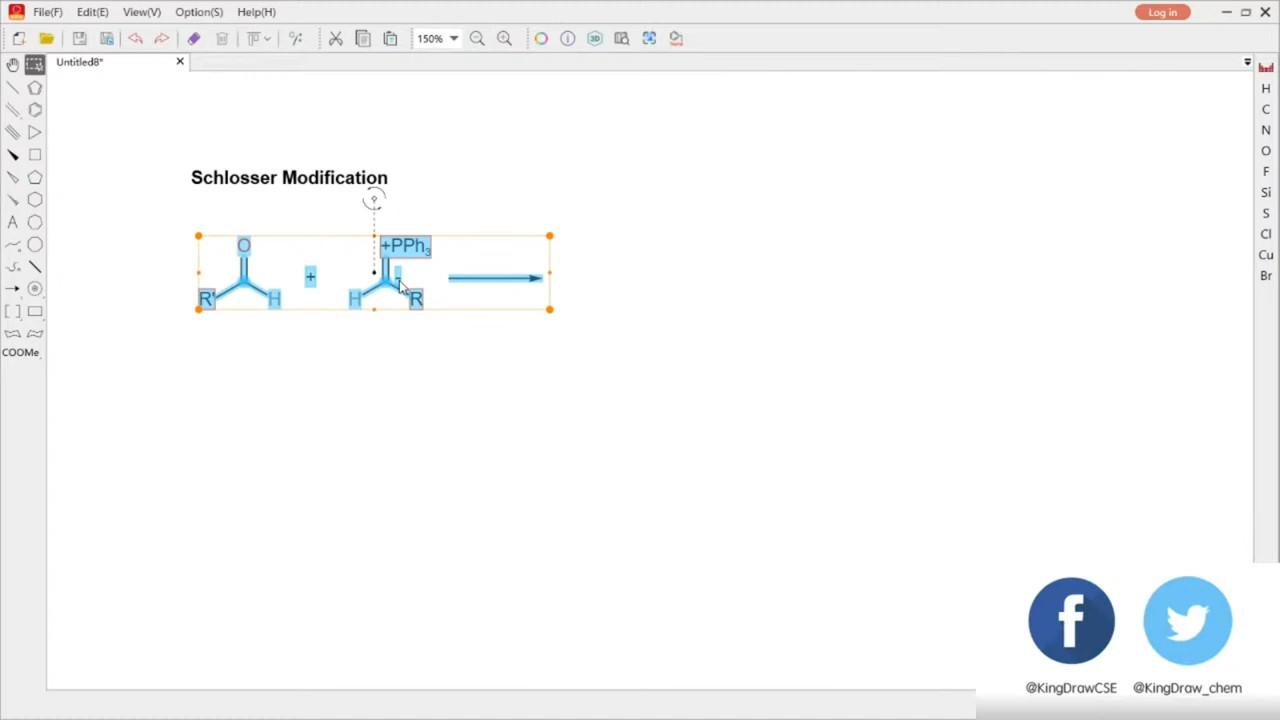 File(F) Edit(E) View(V) Option(S) Help(H) Log in
150%
Untitled8*
Schlosser Modification
O +PPh3
+ -
R' H H R
A
COOMe
H
C
N
O
F
Si
S
Cl
Cu
Br
3D
f
@KingDrawCSE @KingDraw_chem